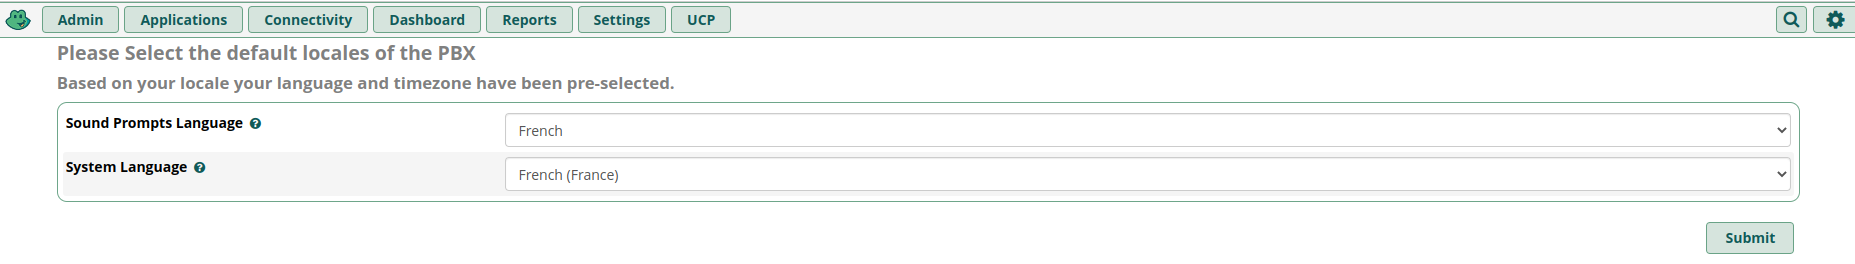 Admin Applications Connectivity Dashboard Reports Settings UCP
Please Select the default locales of the PBX
Based on your locale your language and timezone have been pre-selected.
Sound Prompts Language ? French
System Language ? French (France)
Submit